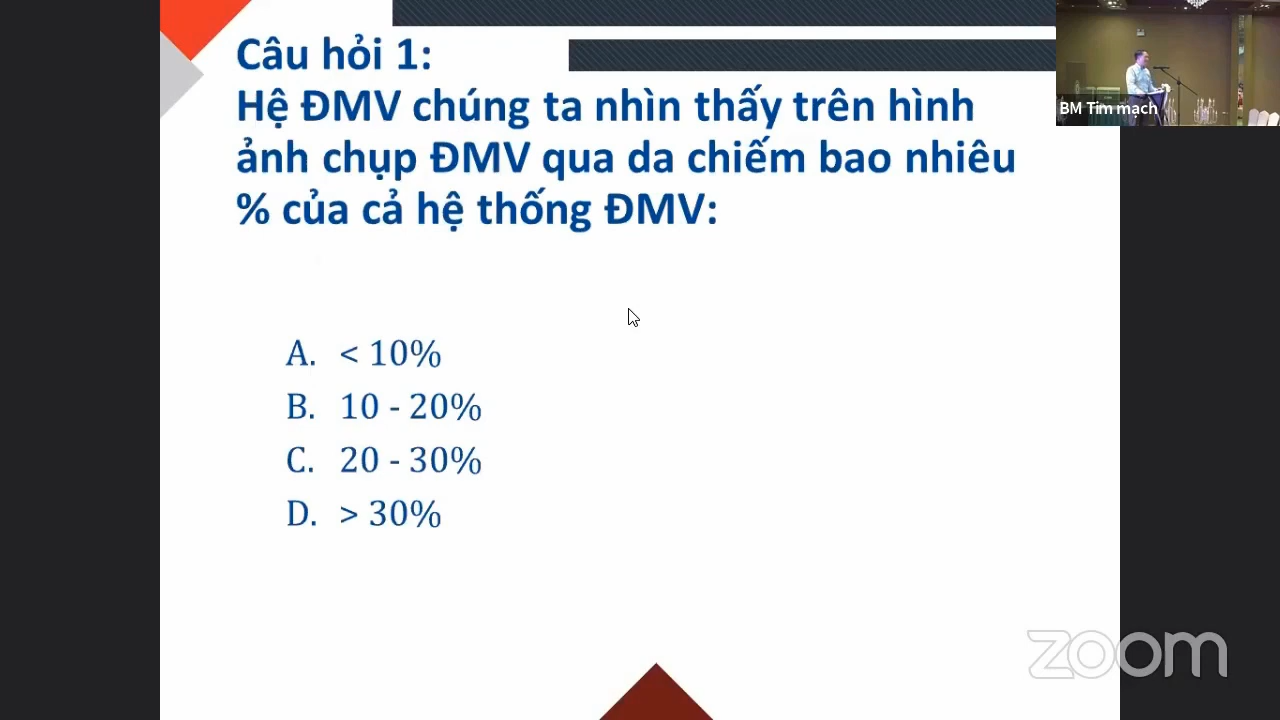 Câu hỏi 1:
Hệ ĐMV chúng ta nhìn thấy trên hình
ảnh chụp ĐMV qua da chiếm bao nhiêu
% của cả hệ thống ĐMV:
A. < 10%
B. 10 - 20%
C. 20 - 30%
D. > 30%
BM Tim mạch
zoom